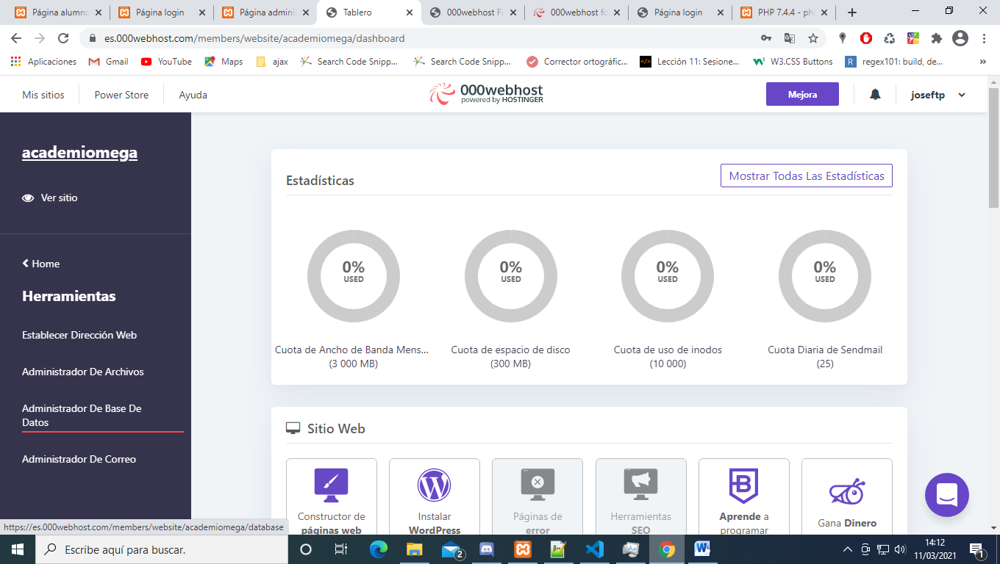 Página alumno
Página login
Página adminis
Tablero
000webhost Fi
000webhost fo
Página login
PHP 7.4.4 - php
es.000webhost.com/members/website/academiomega/dashboard
Aplicaciones
Gmail
YouTube
Maps
ajax
Search Code Snipp...
Search Code Snipp...
Corrector ortográfic...
Lección 11: Sesione...
W3.CSS Buttons
R
regex101: build, de...
»
Mis sitios
Power Store
Ayuda
000webhost
powered by HOSTINGER
Mejora
joseftp
academiomega
Ver sitio
Home
Herramientas
Establecer Dirección Web
Administrador De Archivos
Administrador De Base De
Datos
Administrador De Correo
Estadísticas
Mostrar Todas Las Estadísticas
0%
USED
0%
USED
0%
USED
0%
USED
Cuota de Ancho de Banda Mens...
(3 000 MB)
Cuota de espacio de disco
(300 MB)
Cuota de uso de inodos
(10 000)
Cuota Diaria de Sendmail
(25)
Sitio Web
Constructor de
páginas web
Instalar
WordPress
Páginas de
error
Herramientas
SEO
B
Aprende a
programar
Gana Dinero
https://es.000webhost.com/members/website/academiomega/database
Escribe aquí para buscar.
2
14:12
11/03/2021
1